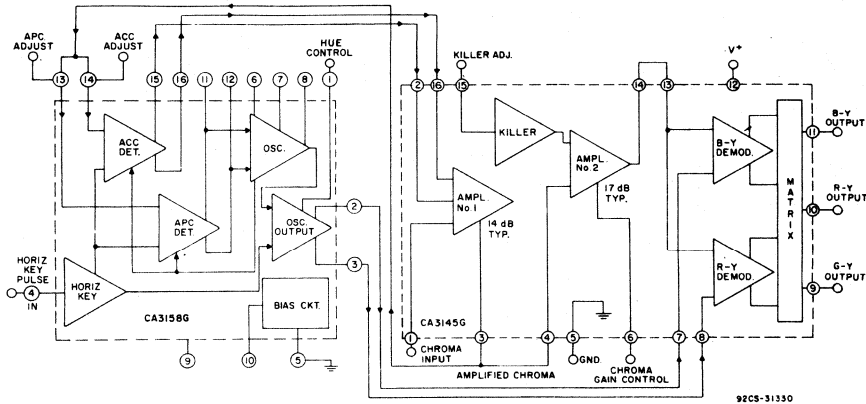 APC
ADJUST
ACC
ADJUST
HUE
CONTROL
KILLER ADJ.
V+
13
14
15
16
11
12
6
7
8
1
2
16
15
14
13
12
ACC
DET.
OSC.
KILLER
AMPL.
No.2
B-Y
DEMOD.
11
B-Y
OUTPUT
APC
DET.
OSC.
OUTPUT
2
3
AMPL.
No.1
17 dB
TYP.
14 dB
TYP.
MATRIX
10
R-Y
OUTPUT
HORIZ
KEY
PULSE
4
IN
HORIZ
KEY
R-Y
DEMOD.
9
G-Y
OUTPUT
CA3158G
BIAS CKT.
CA3145G
9
10
5
1
CHROMA
INPUT
3
4
5
GND.
6
7
8
AMPLIFIED CHROMA
CHROMA
GAIN CONTROL
92CS-31330